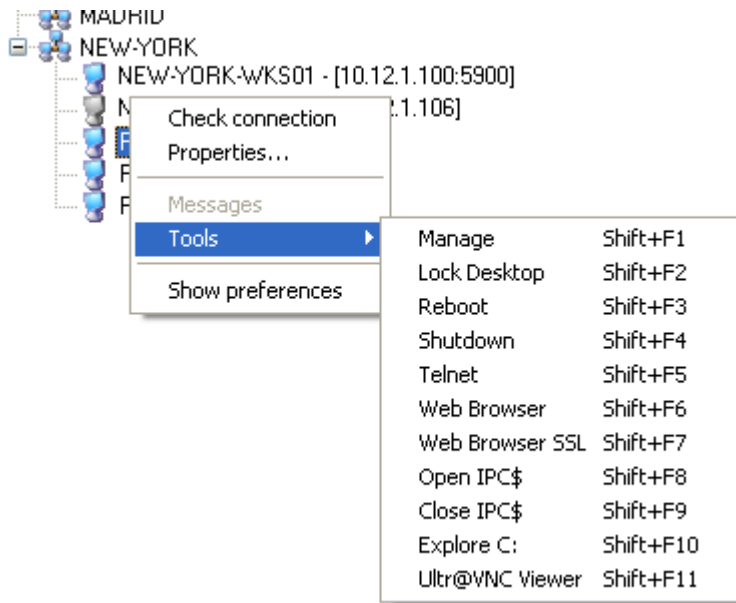 MADRID
NEW-YORK
NEW-YORK-WKS01 - [10.12.1.100:5900]
.1.106]
Check connection
Properties...
Messages
Tools
Show preferences
Manage Shift+F1
Lock Desktop Shift+F2
Reboot Shift+F3
Shutdown Shift+F4
Telnet Shift+F5
Web Browser Shift+F6
Web Browser SSL Shift+F7
Open IPC$ Shift+F8
Close IPC$ Shift+F9
Explore C: Shift+F10
Ultr@VNC Viewer Shift+F11